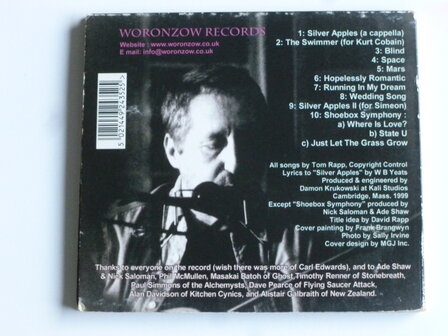 WORONZOW RECORDS
Website : www.woronzow.co.uk
E mail: info@woronzow.co.uk
5 021449 243525
1: Silver Apples (a cappella)
2: The Swimmer (for Kurt Cobain)
3: Blind
4: Space
5: Mars
6: Hopelessly Romantic
7: Running In My Dream
8: Wedding Song
9: Silver Apples II (for Simeon)
10: Shoebox Symphony :
a) Where Is Love?
b) State U
c) Just Let The Grass Grow
All songs by Tom Rapp, Copyright Control
Lyrics to "Silver Apples" by W B Yeats
Produced & engineered by
Damon Krukowski at Kali Studios
Cambridge, Mass. 1999
Except "Shoebox Symphony" produced by
Nick Saloman & Ade Shaw
Title idea by David Rapp
Cover painting by Frank Brangwyn
Photo by Sally Irvine
Cover design by MGJ Inc.
Thanks to everyone on the record (wish there was more of Carl Edwards), and to Ade Shaw
& Nick Saloman, Phil McMullen, Masakai Batoh of Ghost, Timothy Renner of Stonebreath,
Paul Simmons of the Alchemysts, Dave Pearce of Flying Saucer Attack,
Alan Davidson of Kitchen Cynics, and Alistair Galbraith of New Zealand.